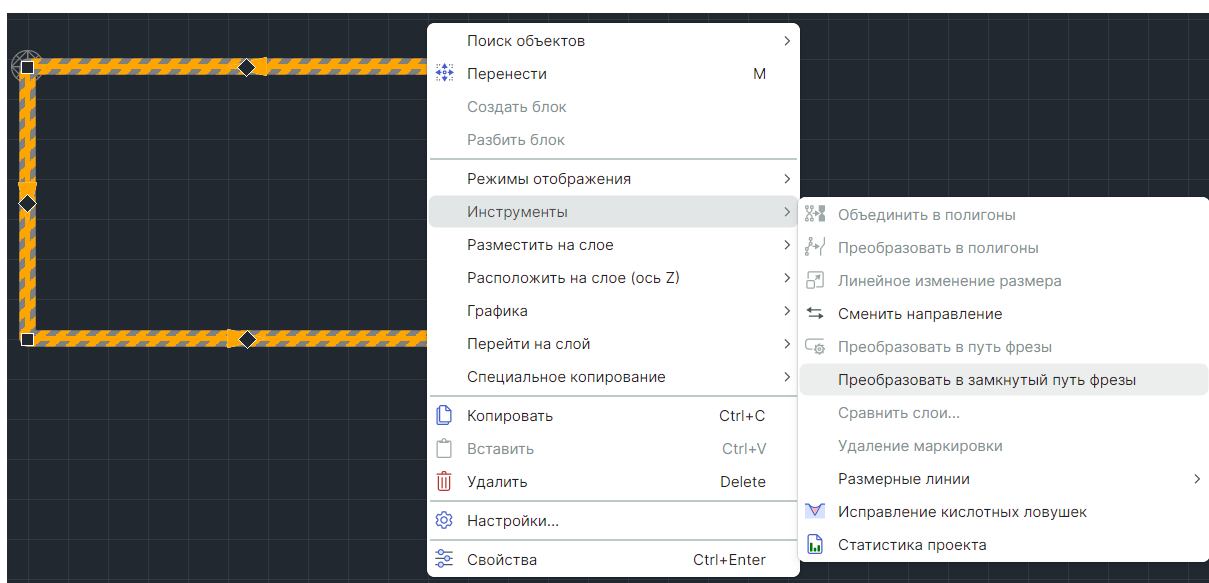 Поиск объектов
Перенести M
Создать блок
Разбить блок
Режимы отображения
Инструменты
Разместить на слое
Расположить на слое (ось Z)
Графика
Перейти на слой
Специальное копирование
Копировать Ctrl+C
Вставить Ctrl+V
Удалить Delete
Настройки...
Свойства Ctrl+Enter
Объединить в полигоны
Преобразовать в полигоны
Линейное изменение размера
Сменить направление
Преобразовать в путь фрезы
Преобразовать в замкнутый путь фрезы
Сравнить слои...
Удаление маркировки
Размерные линии
Исправление кислотных ловушек
Статистика проекта